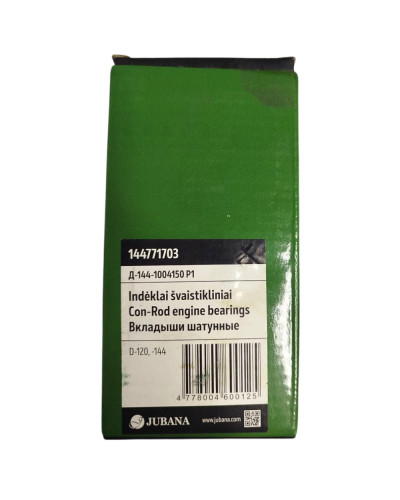 144771703
Д-144-1004150 P1
Indėklai švaistikliniai
Con-Rod engine bearings
Вкладыши шатунные
D-120, -144
4 778004 600125
JUBANA
www.jubana.com